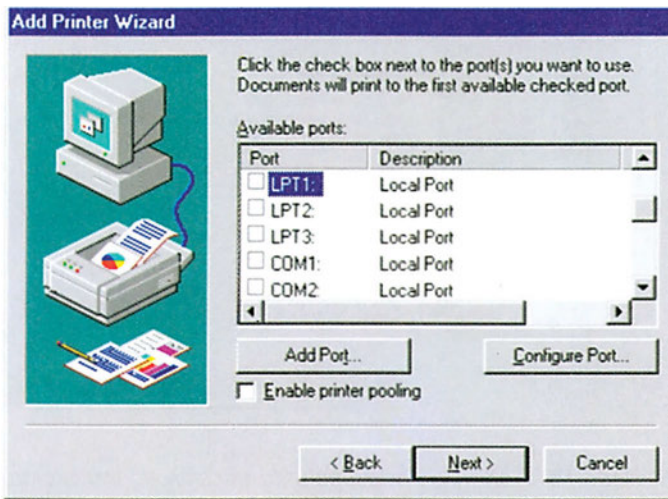 Add Printer Wizard
Click the check box next to the port(s) you want to use.
Documents will print to the first available checked port.
Available ports:
Port Description
LPT1: Local Port
LPT2: Local Port
LPT3: Local Port
COM1: Local Port
COM2: Local Port
Add Port... Configure Port...
Enable printer pooling
< Back Next > Cancel